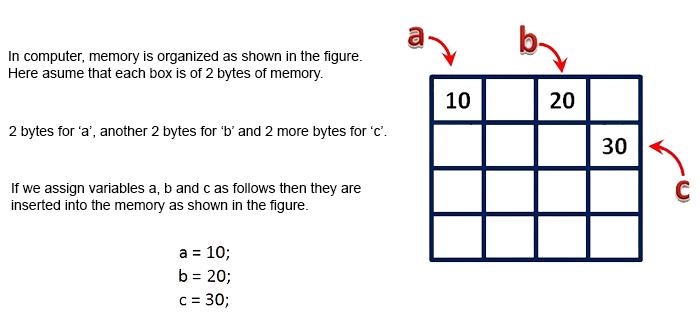 In computer, memory is organized as shown in the figure.
Here asume that each box is of 2 bytes of memory.
2 bytes for ‘a’, another 2 bytes for ‘b’ and 2 more bytes for ‘c’.
If we assign variables a, b and c as follows then they are
inserted into the memory as shown in the figure.
a = 10;
b = 20;
c = 30;
a b
10 20
30
c